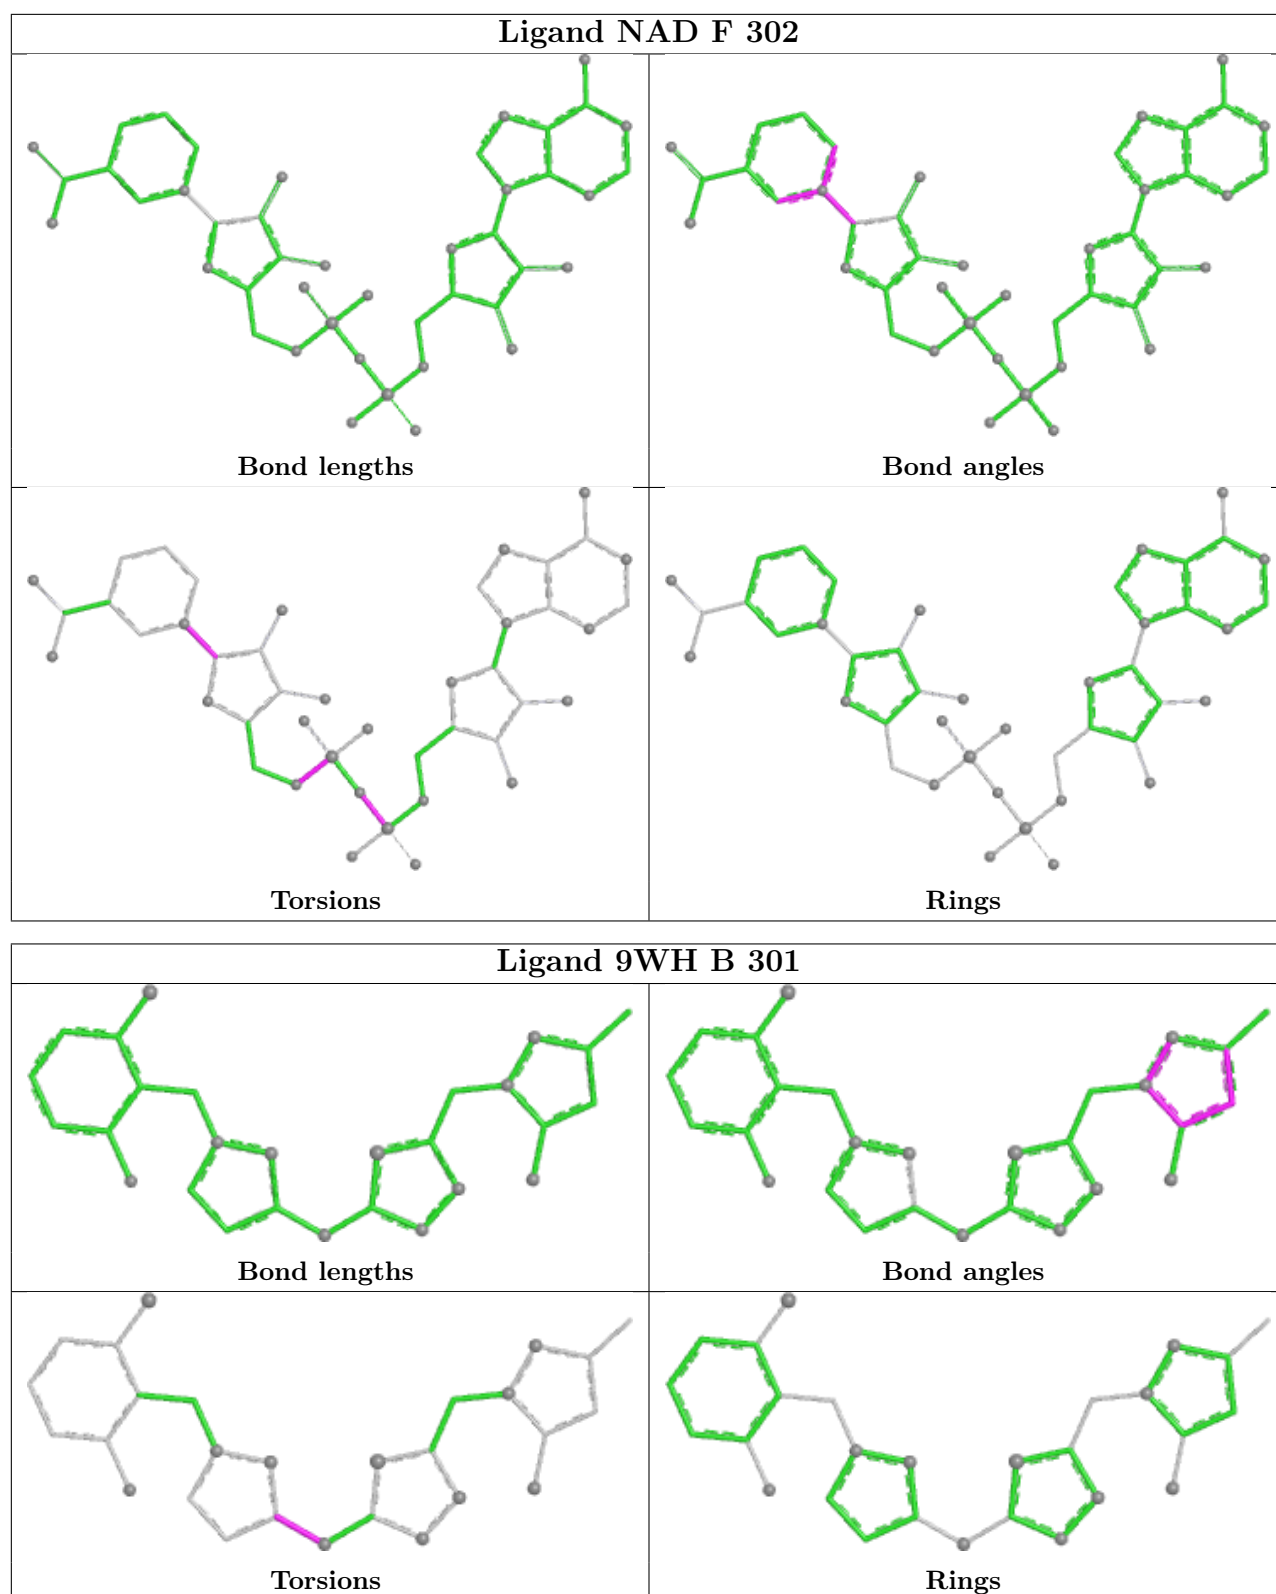 Ligand NAD F 302
Bond lengths
Bond angles
Torsions
Rings
Ligand 9WH B 301
Bond lengths
Bond angles
Torsions
Rings